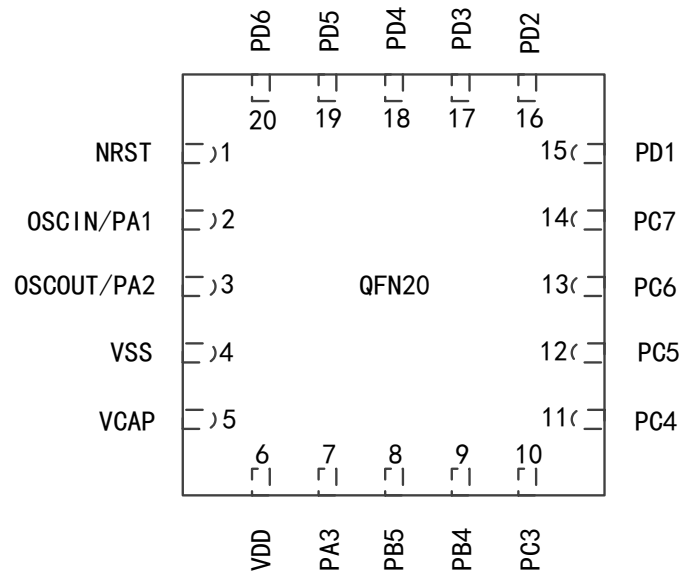 PD6 PD5 PD4 PD3 PD2
20 19 18 17 16
NRST 1 15 PD1
OSCIN/PA1 2 14 PC7
OSCOUT/PA2 3 QFN20 13 PC6
VSS 4 12 PC5
VCAP 5 11 PC4
6 7 8 9 10
VDD PA3 PB5 PB4 PC3